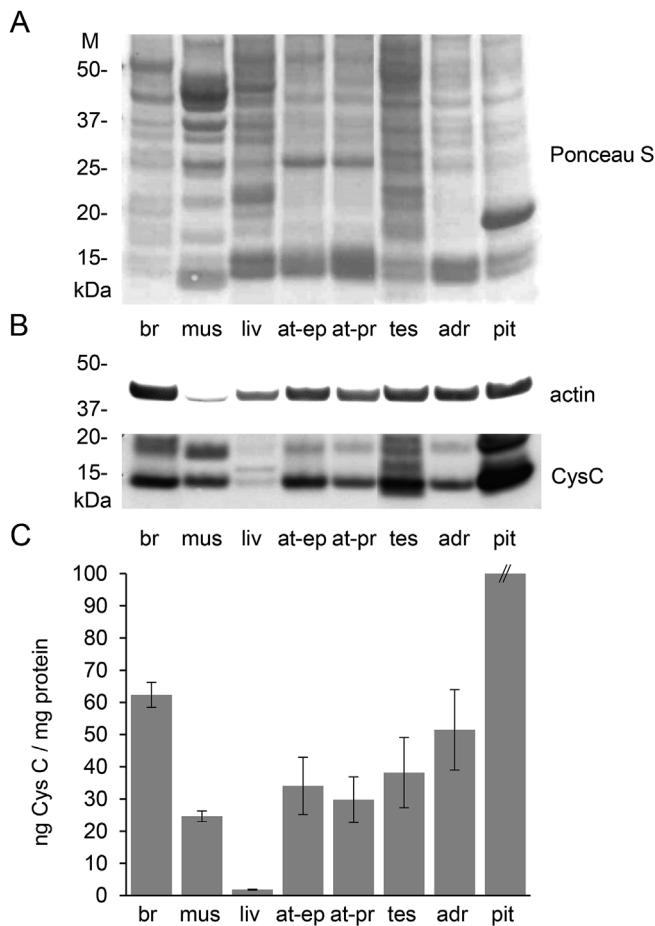 A
M
50-
37-
25-
20-
15-
kDa
Ponceau S
br mus liv at-ep at-pr tes adr pit
B
50-
37-
actin
20-
15-
kDa
CysC
br mus liv at-ep at-pr tes adr pit
C
ng Cys C / mg protein
100
90
80
70
60
50
40
30
20
10
0
br mus liv at-ep at-pr tes adr pit